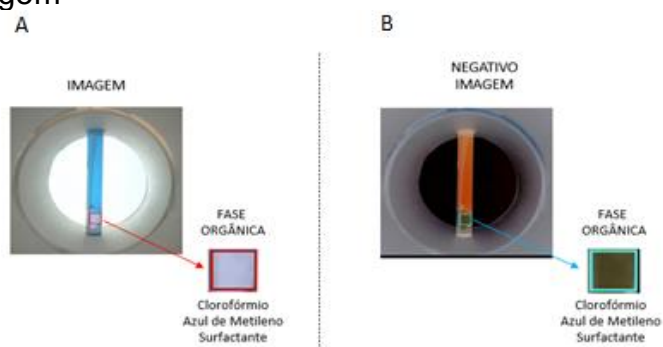 A
IMAGEM
FASE
ORGÂNICA
Clorofórmio
Azul de Metileno
Surfactante
B
NEGATIVO
IMAGEM
FASE
ORGÂNICA
Clorofórmio
Azul de Metileno
Surfactante